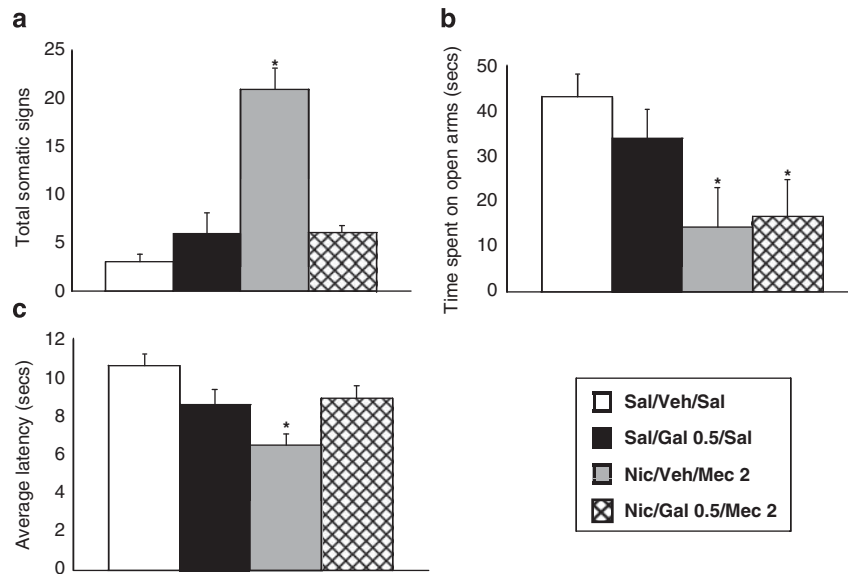 a
Total somatic signs
25
20
15
10
5
0
*
b
Time spent on open arms (secs)
50
40
30
20
10
0
*
*
c
Average latency (secs)
12
10
8
6
4
2
0
*
Sal/Veh/Sal
Sal/Gal 0.5/Sal
Nic/Veh/Mec 2
Nic/Gal 0.5/Mec 2